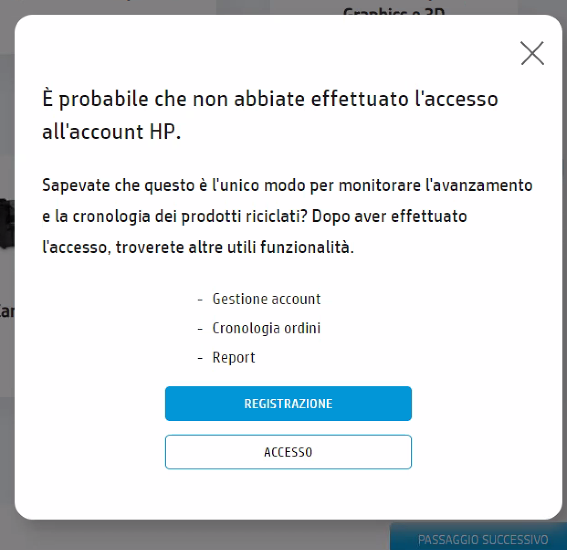 È probabile che non abbiate effettuato l'accesso
all'account HP.
Sapevate che questo è l'unico modo per monitorare l'avanzamento
e la cronologia dei prodotti riciclati? Dopo aver effettuato
l'accesso, troverete altre utili funzionalità.
- Gestione account
- Cronologia ordini
- Report
REGISTRAZIONE
ACCESSO
PASSAGGIO SUCCESSIVO